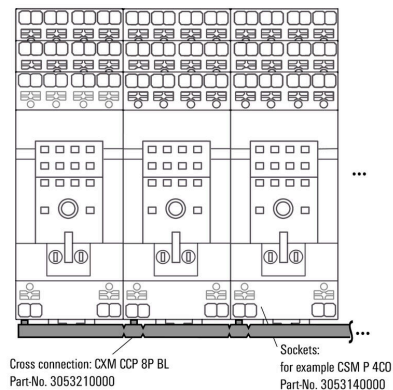 ...
...
Cross connection: CXM CCP 8P BL
Part-No. 3053210000
Sockets:
for example CSM P 4CO
Part-No. 3053140000